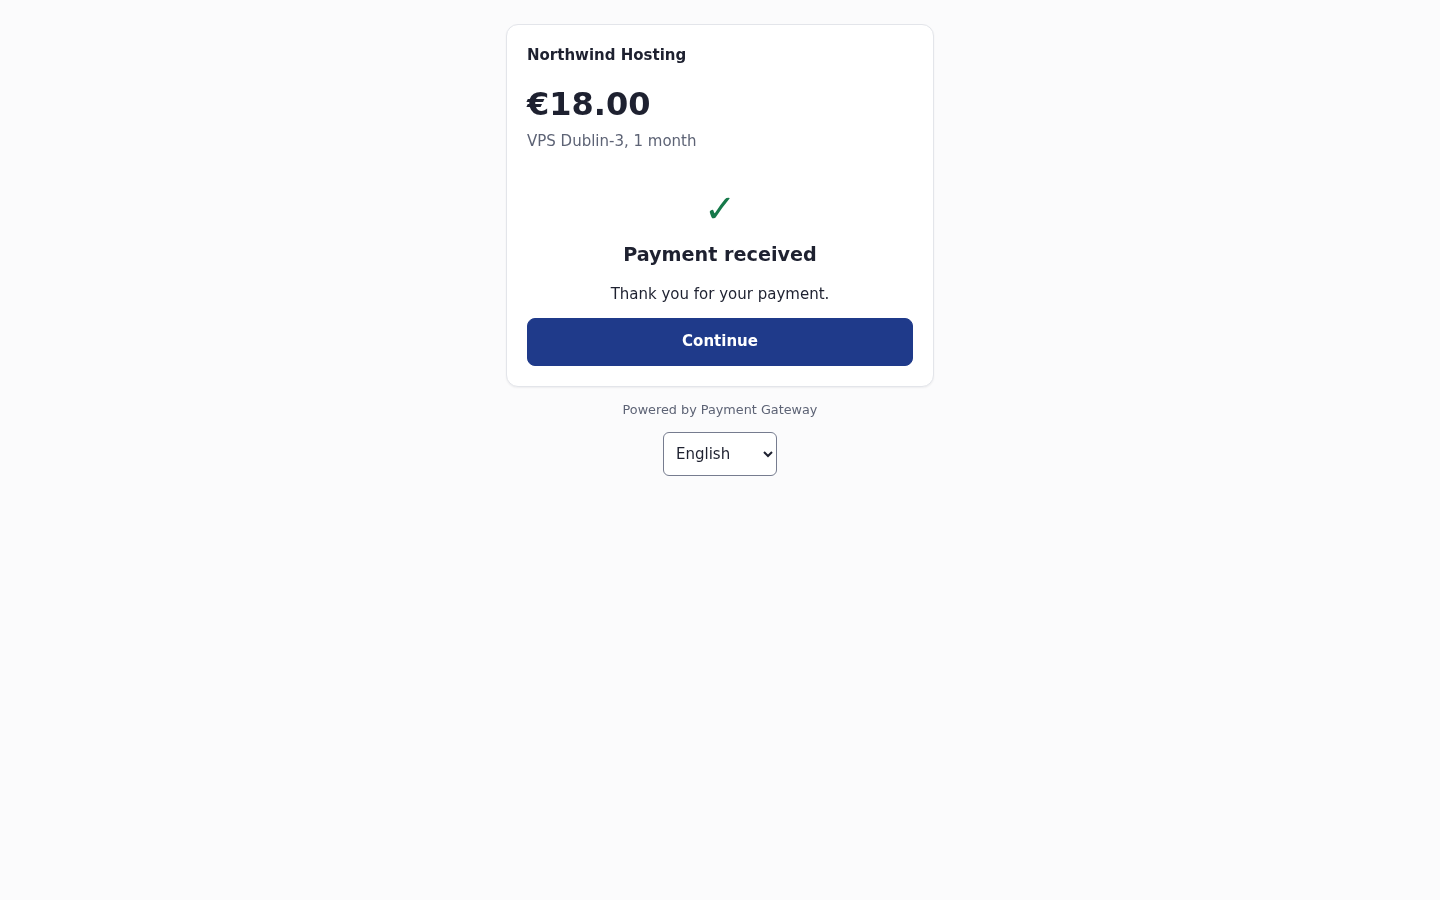 Northwind Hosting
€18.00
VPS Dublin-3, 1 month
✓
Payment received
Thank you for your payment.
Continue
Powered by Payment Gateway
English